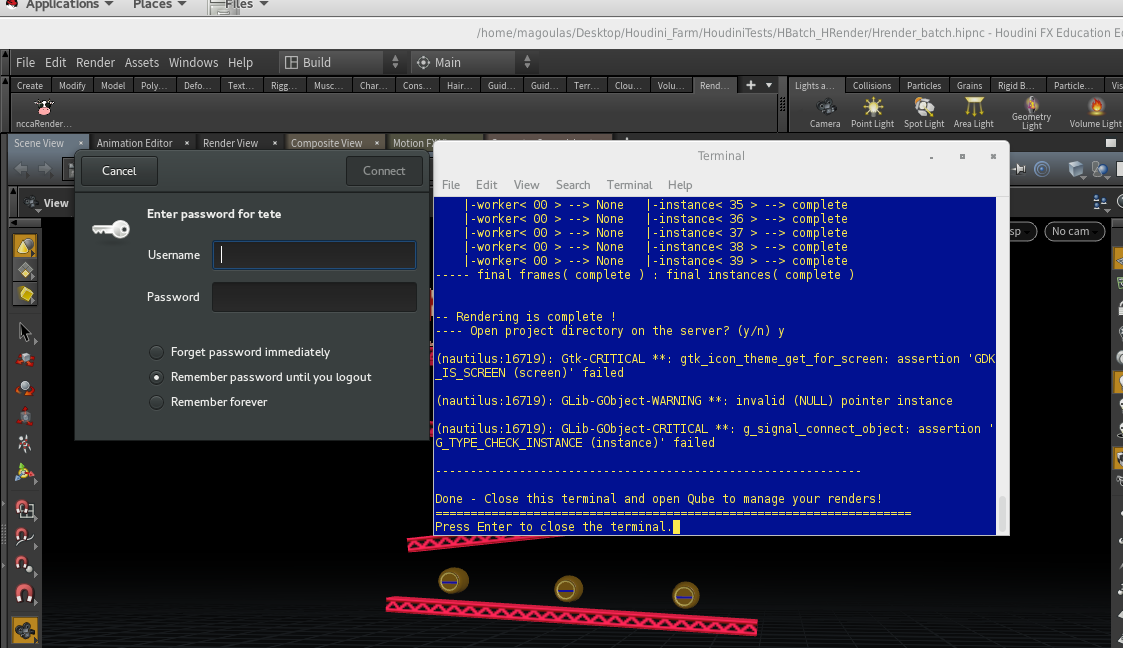 Applications Places Files
/home/magoulas/Desktop/Houdini_Farm/HoudiniTests/HBatch_HRender/Hrender_batch.hipnc - Houdini FX Education E
File Edit Render Assets Windows Help Build Main
Create Modify Model Poly... Defo... Text... Rigg... Musc... Char... Cons... Hair... Guid... Guid... Terr... Clou... Volu... Rend... Lights a... Collisions Particles Grains Rigid B... Particle... Vis
nccaRender... Camera Point Light Spot Light Area Light Geometry Light Volume Light
Scene View × Animation Editor × Render View × Composite View × Motion FX
Terminal
Cancel Connect
File Edit View Search Terminal Help
View
sp No cam
Enter password for tete
Username
Password
Forget password immediately
Remember password until you logout
Remember forever
|-worker< 00 > --> None |-instance< 35 > --> complete
|-worker< 00 > --> None |-instance< 36 > --> complete
|-worker< 00 > --> None |-instance< 37 > --> complete
|-worker< 00 > --> None |-instance< 38 > --> complete
|-worker< 00 > --> None |-instance< 39 > --> complete
----- final frames( complete ) : final instances( complete )
-- Rendering is complete !
---- Open project directory on the server? (y/n) y
(nautilus:16719): Gtk-CRITICAL **: gtk_icon_theme_get_for_screen: assertion 'GDK
_IS_SCREEN (screen)' failed
(nautilus:16719): GLib-GObject-WARNING **: invalid (NULL) pointer instance
(nautilus:16719): GLib-GObject-CRITICAL **: g_signal_connect_object: assertion '
G_TYPE_CHECK_INSTANCE (instance)' failed
-------------------------------------------------------------
Done - Close this terminal and open Qube to manage your renders!
====================================================================
Press Enter to close the terminal.